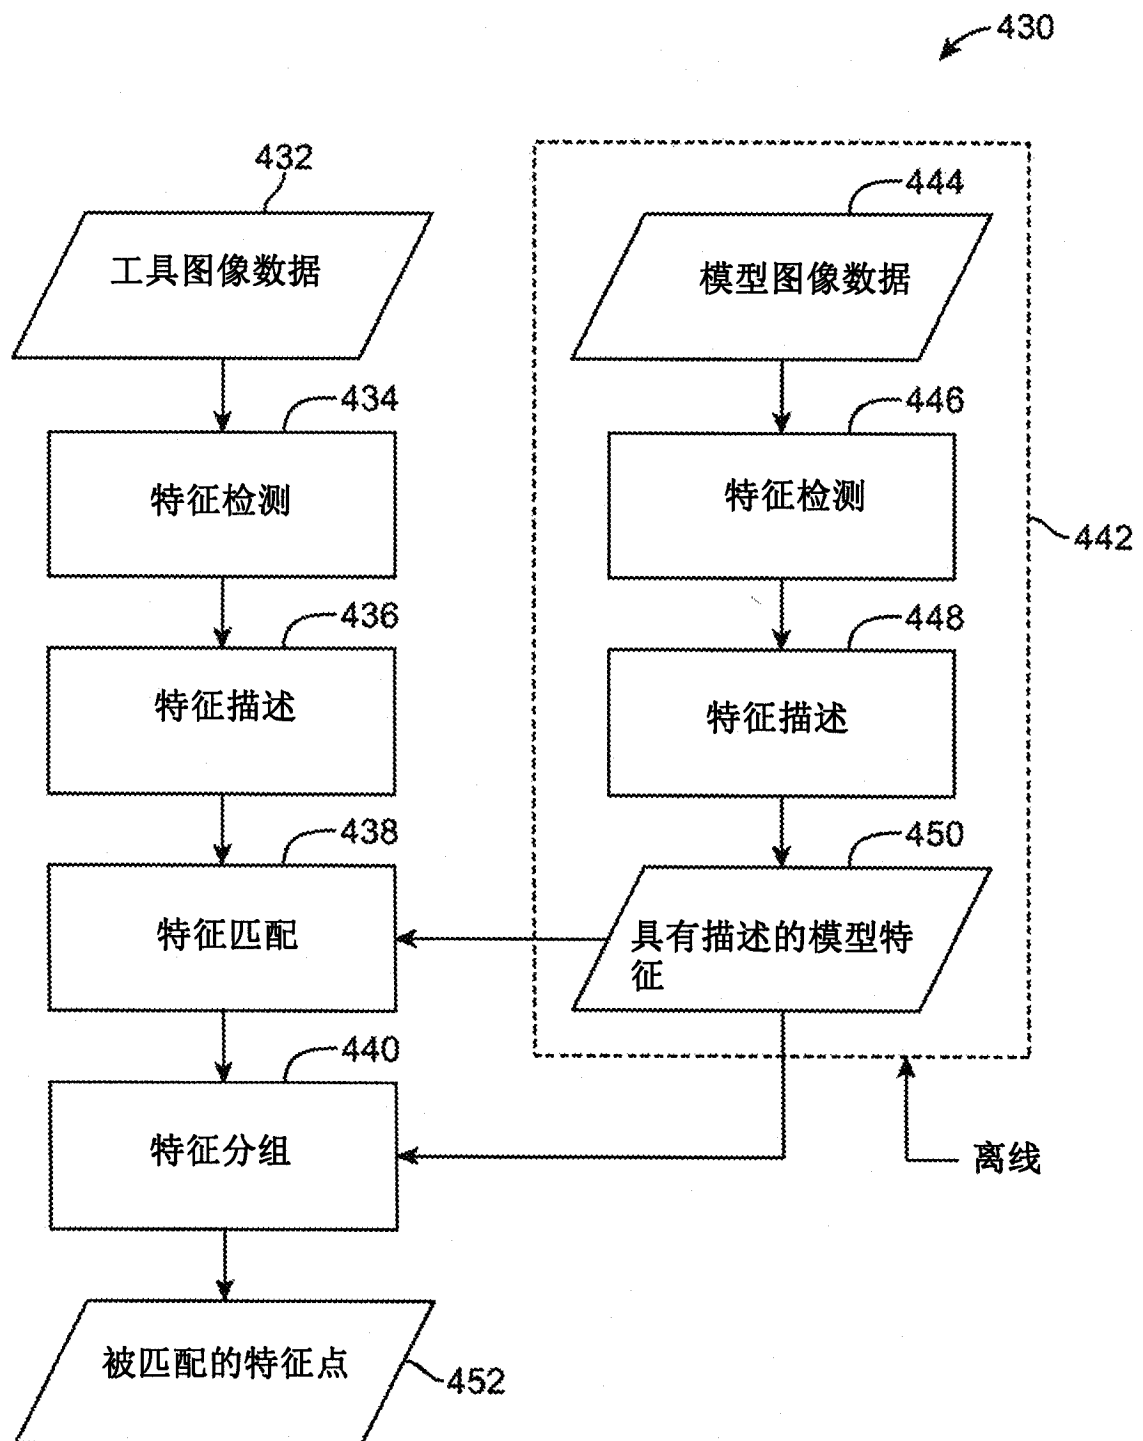 430
432
工具图像数据
434
特征检测
436
特征描述
438
特征匹配
440
特征分组
被匹配的特征点
452
444
模型图像数据
446
特征检测
442
448
特征描述
450
具有描述的模型特
征
离线